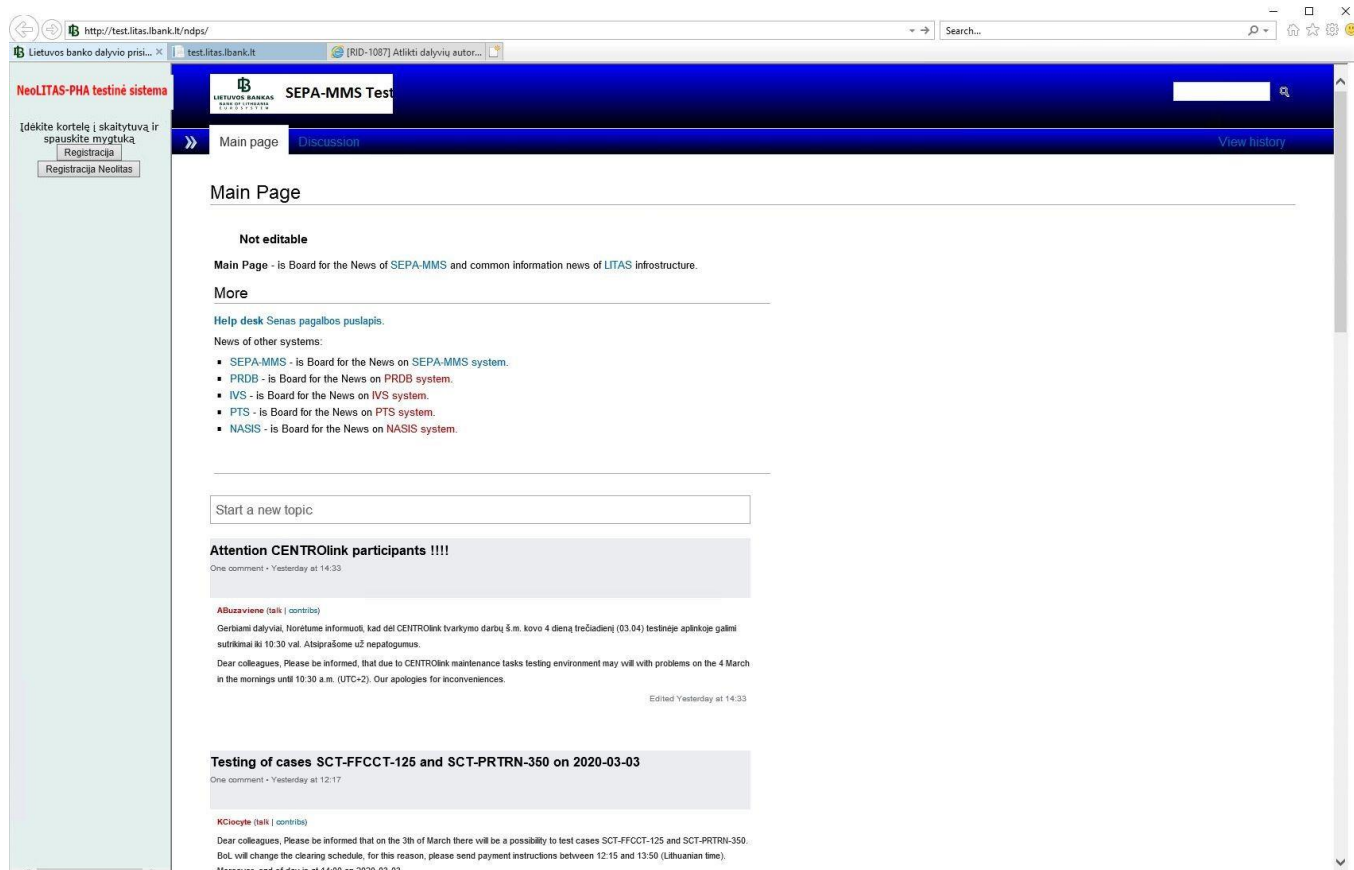 http://test.litas.lbank.lt/ndps/
Search...
Lietuvos banko dalyvio prisi...
test.litas.lbank.lt
[RID-1087] Atlikti dalyvių autor...
NeoLITAS-PHA testinė sistema
Įdėkite kortelę į skaitytuvą ir
spauskite mygtuką
Registracija
Registracija Neolitas
LIETUVOS BANKAS
BANK OF LITHUANIA
EUROSYSTEM
SEPA-MMS Test
Main page
Discussion
View history
Main Page
Not editable
Main Page - is Board for the News of SEPA-MMS and common information news of LITAS infrostructure.
More
Help desk Senas pagalbos puslapis.
News of other systems:
SEPA-MMS - is Board for the News on SEPA-MMS system.
PRDB - is Board for the News on PRDB system.
IVS - is Board for the News on IVS system.
PTS - is Board for the News on PTS system.
NASIS - is Board for the News on NASIS system.
Start a new topic
Attention CENTROlink participants !!!!
One comment • Yesterday at 14:33
ABuzaviene (talk | contribs)
Gerbiami dalyviai, Norėtume informuoti, kad dėl CENTROlink tvarkymo darbų š.m. kovo 4 dieną trečiadienį (03.04) testinėje aplinkoje galimi
sutrikimai iki 10:30 val. Atsiprašome už nepatogumus.
Dear colleagues, Please be informed, that due to CENTROlink maintenance tasks testing environment may will with problems on the 4 March
in the mornings until 10:30 a.m. (UTC+2). Our apologies for inconveniences.
Edited Yesterday at 14:33
Testing of cases SCT-FFCCT-125 and SCT-PRTRN-350 on 2020-03-03
One comment • Yesterday at 12:17
KCiocyte (talk | contribs)
Dear colleagues, Please be informed that on the 3th of March there will be a possibility to test cases SCT-FFCCT-125 and SCT-PRTRN-350.
BoL will change the clearing schedule, for this reason, please send payment instructions between 12:15 and 13:50 (Lithuanian time).
Moreover, end of day is at 14:00 on 2020-03-03